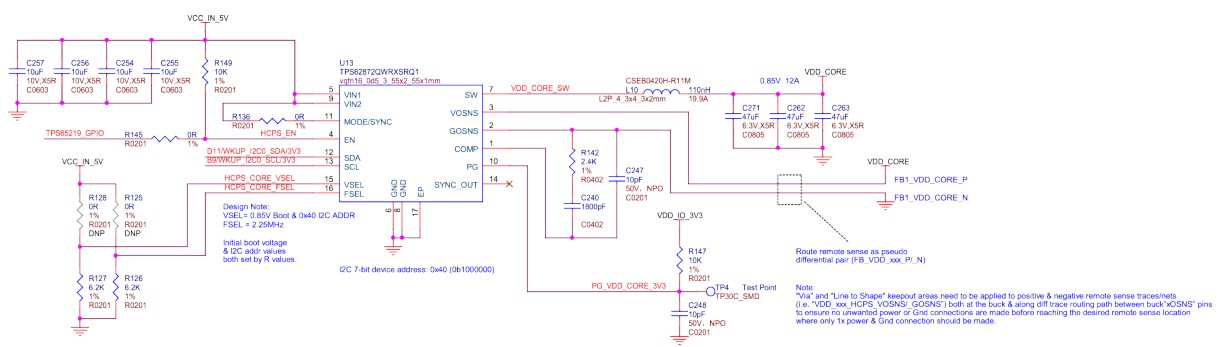 VCC_IN_5V
C257
10uF
10V,X5R
C0603
C256
10uF
10V,X5R
C0603
C254
10uF
10V,X5R
C0603
C255
10uF
10V,X5R
C0603
R149
10K
1%
R0201
U13
TPS62872QWRXSRQ1
vqfn16_0d5_3_55x2_55x1mm
5 VIN1
9 VIN2
11 MODE/SYNC
4 EN
12 SDA
13 SCL
15 VSEL
16 FSEL
SW 7
VOSNS 3
GOSNS 2
COMP 1
PG 10
SYNC_OUT 14
GND
GND
EP
6
8
17
R136 0R
R0201 1%
TPS65219_GPIO
R145 0R
R0201 1%
HCPS_EN
D11/WKUP_I2C0_SDA/3V3
B9/WKUP_I2C0_SCL/3V3
VCC_IN_5V
HCPS_CORE_VSEL
HCPS_CORE_FSEL
R128
0R
1%
R0201
DNP
R125
0R
1%
R0201
DNP
R127
6.2K
1%
R0201
R126
6.2K
1%
R0201
Design Note:
VSEL= 0.85V Boot & 0x40 I2C ADDR
FSEL = 2.25MHz
Initial boot voltage
& I2C addr values
both set by R values.
I2C 7-bit device address: 0x40 (0b1000000)
VDD_CORE_SW
CSEB0420H-R11M
L10 110nH
L2P_4_3x4_3x2mm 19.9A
0.85V 12A
VDD_CORE
C271
47uF
6.3V,X5R
C0805
C262
47uF
6.3V,X5R
C0805
C263
47uF
6.3V,X5R
C0805
R142
2.4K
1%
R0402
C240
1800pF
C0402
C247
10pF
50V，NPO
C0201
VDD_CORE
FB1_VDD_CORE_P
FB1_VDD_CORE_N
VDD_IO_3V3
R147
10K
1%
R0201
PG_VDD_CORE_3V3
TP4 Test Point
TP30C_SMD
C248
10pF
50V，NPO
C0201
Route remote sense as pseudo
differential pair (FB_VDD_xxx_P/_N)
Note:
"Via" and "Line to Shape" keepout areas need to be applied to positive & negative remote sense traces/nets
(i.e. "VDD_xx_HCPS_VOSNS/_GOSNS") both at the buck & along diff trace routing path between buck"xOSNS" pins
to ensure no unwanted power or Gnd connections are made before reaching the desired remote sense location
where only 1x power & Gnd connection should be made.